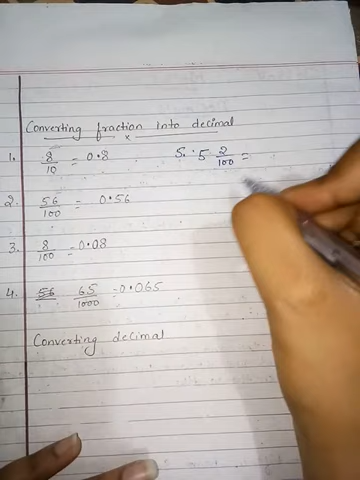 Converting fraction into decimal
x
1. 8/10 = 0.8
2. 56/100 = 0.56
3. 8/100 = 0.08
4. 56 65/1000 = 0.065
Converting decimal
5. 5 2/100 =